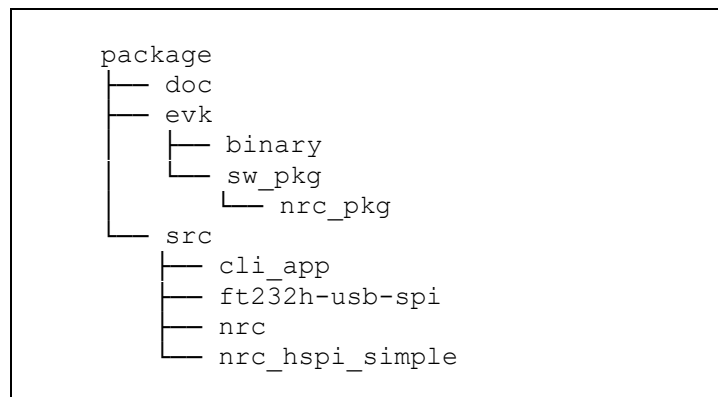 package
├── doc
├── evk
│   ├── binary
│   └── sw_pkg
│       └── nrc_pkg
└── src
    ├── cli_app
    ├── ft232h-usb-spi
    ├── nrc
    └── nrc_hspi_simple